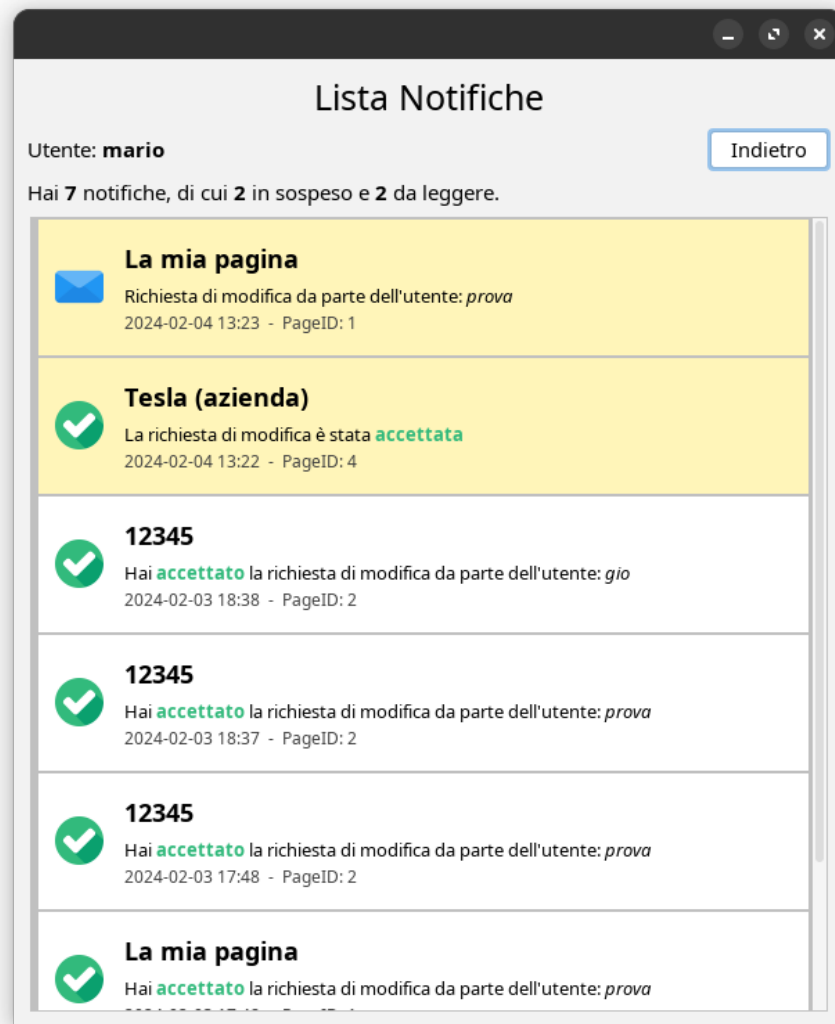 Lista Notifiche
Utente: mario
Indietro
Hai 7 notifiche, di cui 2 in sospeso e 2 da leggere.
La mia pagina
Richiesta di modifica da parte dell'utente: prova
2024-02-04 13:23 - PageID: 1
Tesla (azienda)
La richiesta di modifica è stata accettata
2024-02-04 13:22 - PageID: 4
12345
Hai accettato la richiesta di modifica da parte dell'utente: gio
2024-02-03 18:38 - PageID: 2
12345
Hai accettato la richiesta di modifica da parte dell'utente: prova
2024-02-03 18:37 - PageID: 2
12345
Hai accettato la richiesta di modifica da parte dell'utente: prova
2024-02-03 17:48 - PageID: 2
La mia pagina
Hai accettato la richiesta di modifica da parte dell'utente: prova